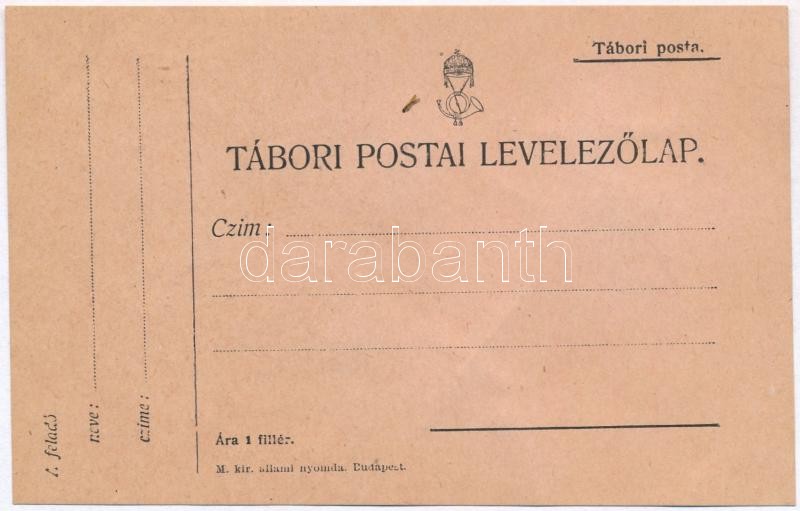 Tábori posta.
TÁBORI POSTAI LEVELEZŐLAP.
Czim:
darabanth
Ára 1 fillér.
M. kir. állami nyomda. Budapest.
A feladó
neve:
czime: